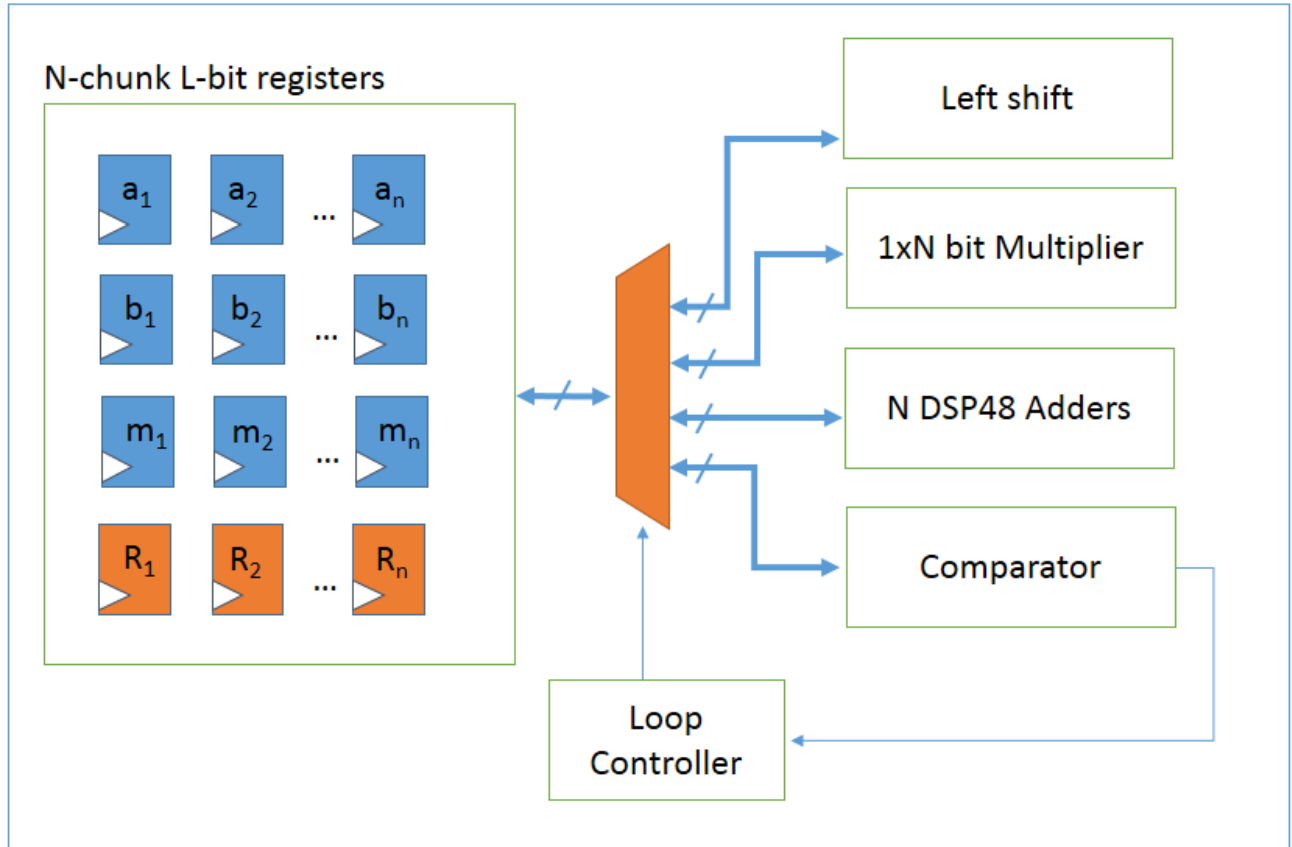 N-chunk L-bit registers
a₁ a₂ ... aₙ
b₁ b₂ ... bₙ
m₁ m₂ ... mₙ
R₁ R₂ ... Rₙ
Left shift
1xN bit Multiplier
N DSP48 Adders
Comparator
Loop
Controller